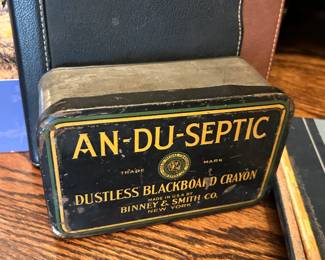 AN-DU-SEPTIC
TRADE MARK
DUSTLESS BLACKBOARD CRAYON
MADE IN U.S.A. BY
BINNEY & SMITH CO.
NEW YORK